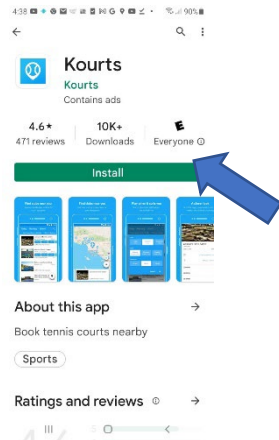 4:38
90%
Kourts
Kourts
Contains ads
4.6★ 10K+ E
471 reviews Downloads Everyone
Install
About this app
Book tennis courts nearby
Sports
Ratings and reviews